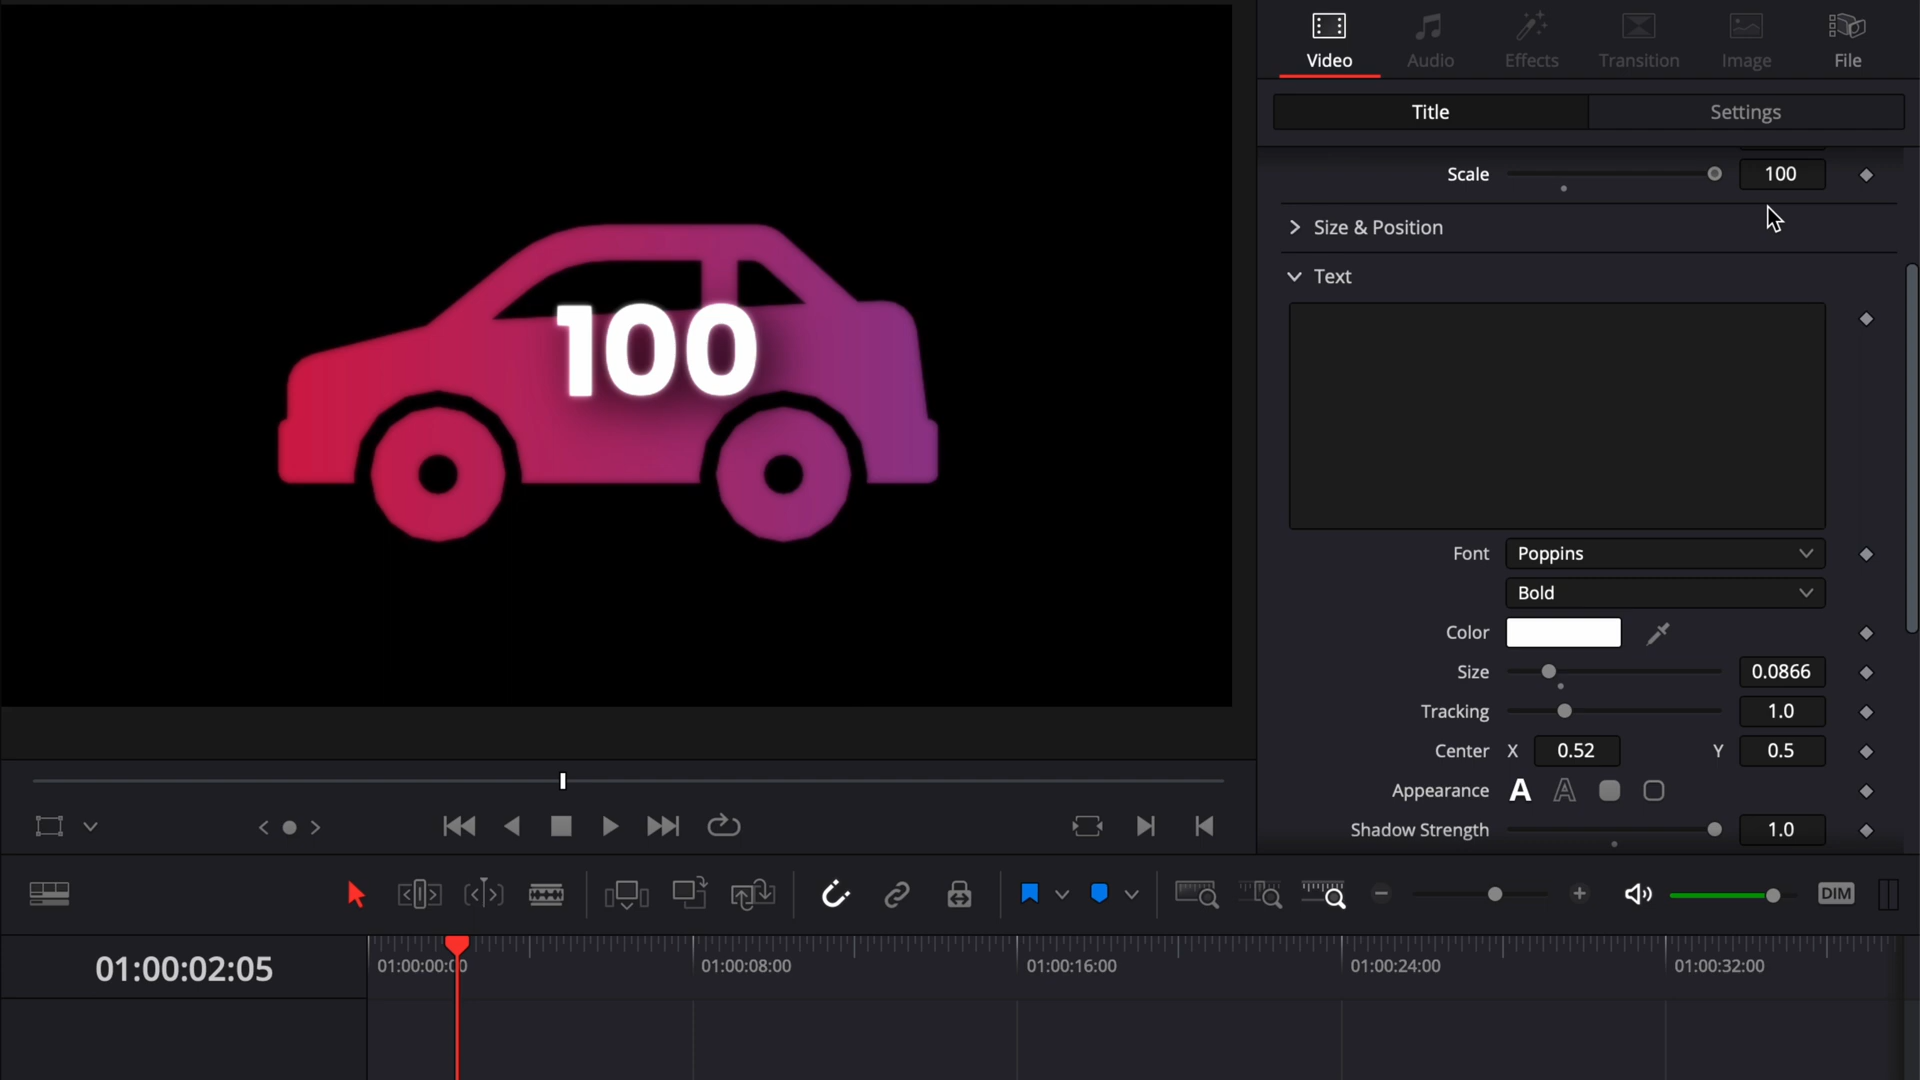 Video
Audio
Effects
Transition
Image
File
Title
Settings
Scale
100
Size & Position
Text
100
Font
Poppins
Bold
Color
Size
0.0866
Tracking
1.0
Center
X
0.52
Y
0.5
Appearance
A
A
Shadow Strength
1.0
DIM
01:00:02:05
01:00:00:00
01:00:08:00
01:00:16:00
01:00:24:00
01:00:32:00